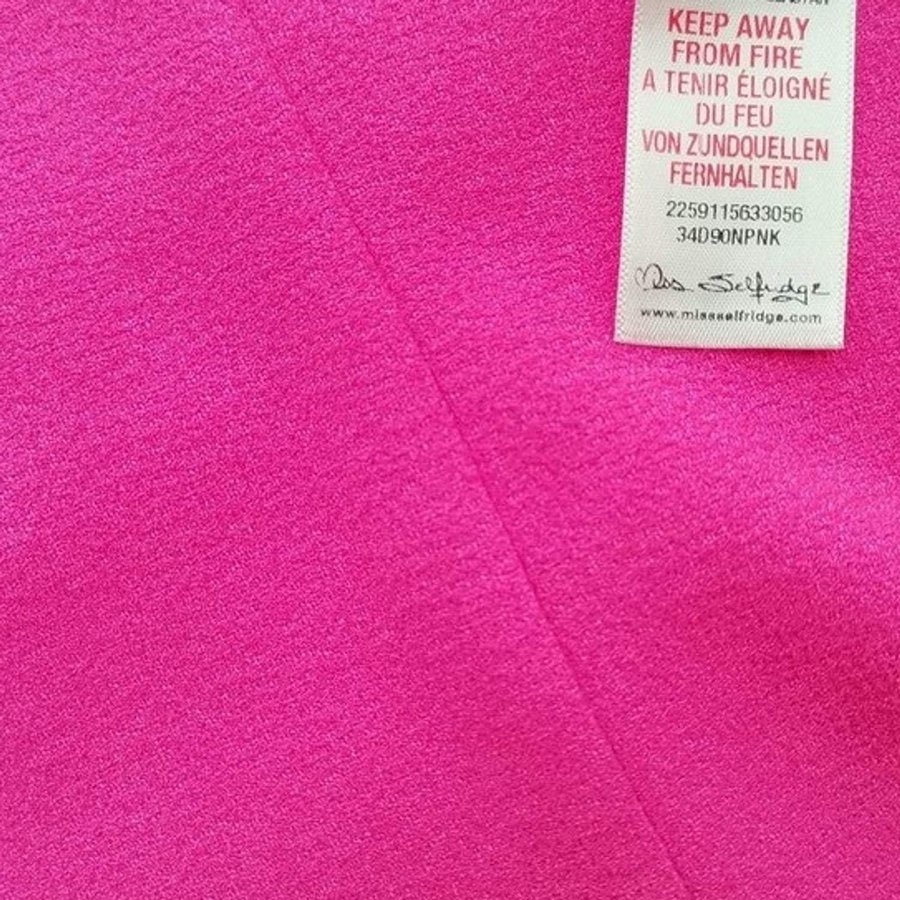 KEEP AWAY
FROM FIRE
A TENIR ÉLOIGNÉ
DU FEU
VON ZUNDQUELLEN
FERNHALTEN
2259115633056
34D90NPNK
Miss Selfridge
www.missselfridge.com